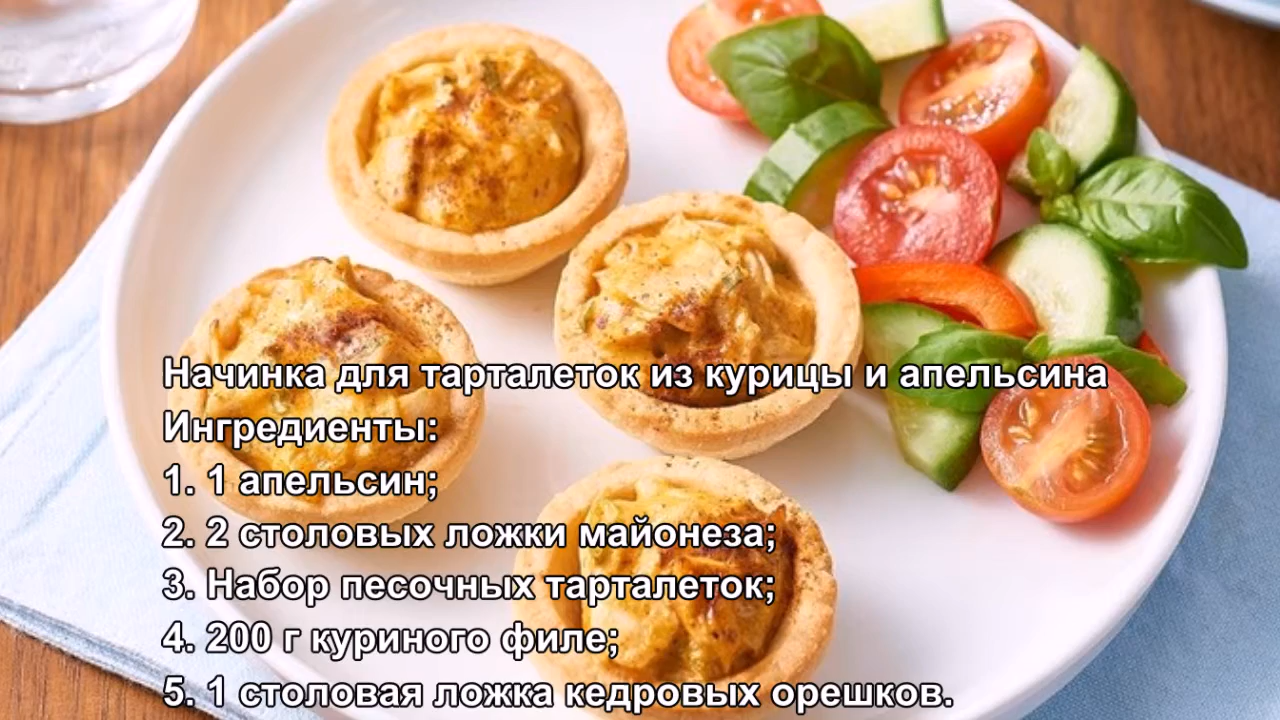 Начинка для тарталеток из курицы и апельсина
Ингредиенты:
1. 1 апельсин;
2. 2 столовых ложки майонеза;
3. Набор песочных тарталеток;
4. 200 г куриного филе;
5. 1 столовая ложка кедровых орешков.